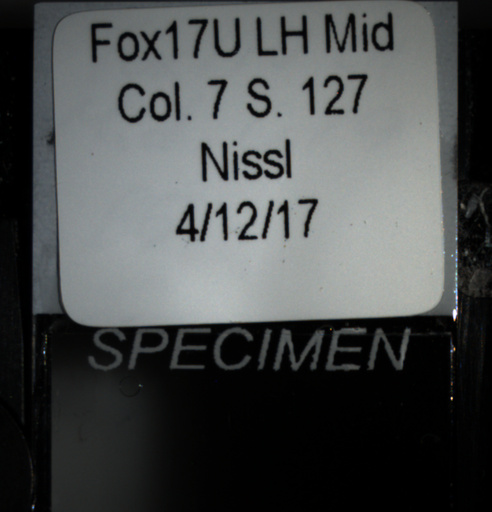 Fox17U LH Mid
Col. 7 S. 127
Nissl
4/12/17
SPECIMEN